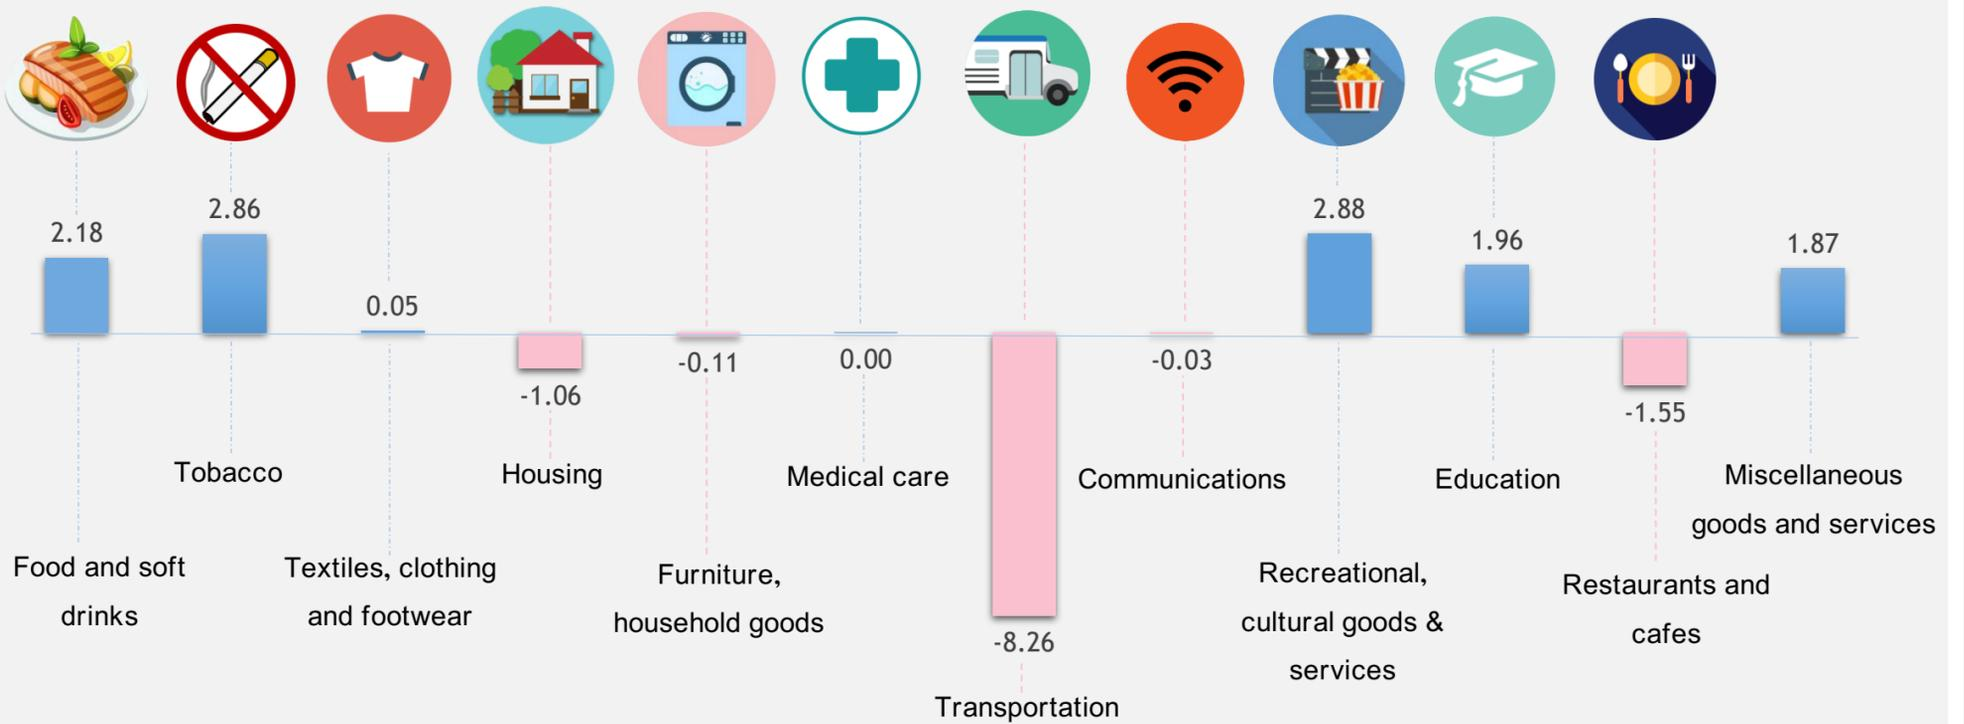 2.18
2.86
0.05
-1.06
-0.11
0.00
-8.26
-0.03
2.88
1.96
-1.55
1.87
Food and soft
drinks
Tobacco
Textiles, clothing
and footwear
Housing
Furniture,
household goods
Medical care
Transportation
Communications
Recreational,
cultural goods &
services
Education
Restaurants and
cafes
Miscellaneous
goods and services